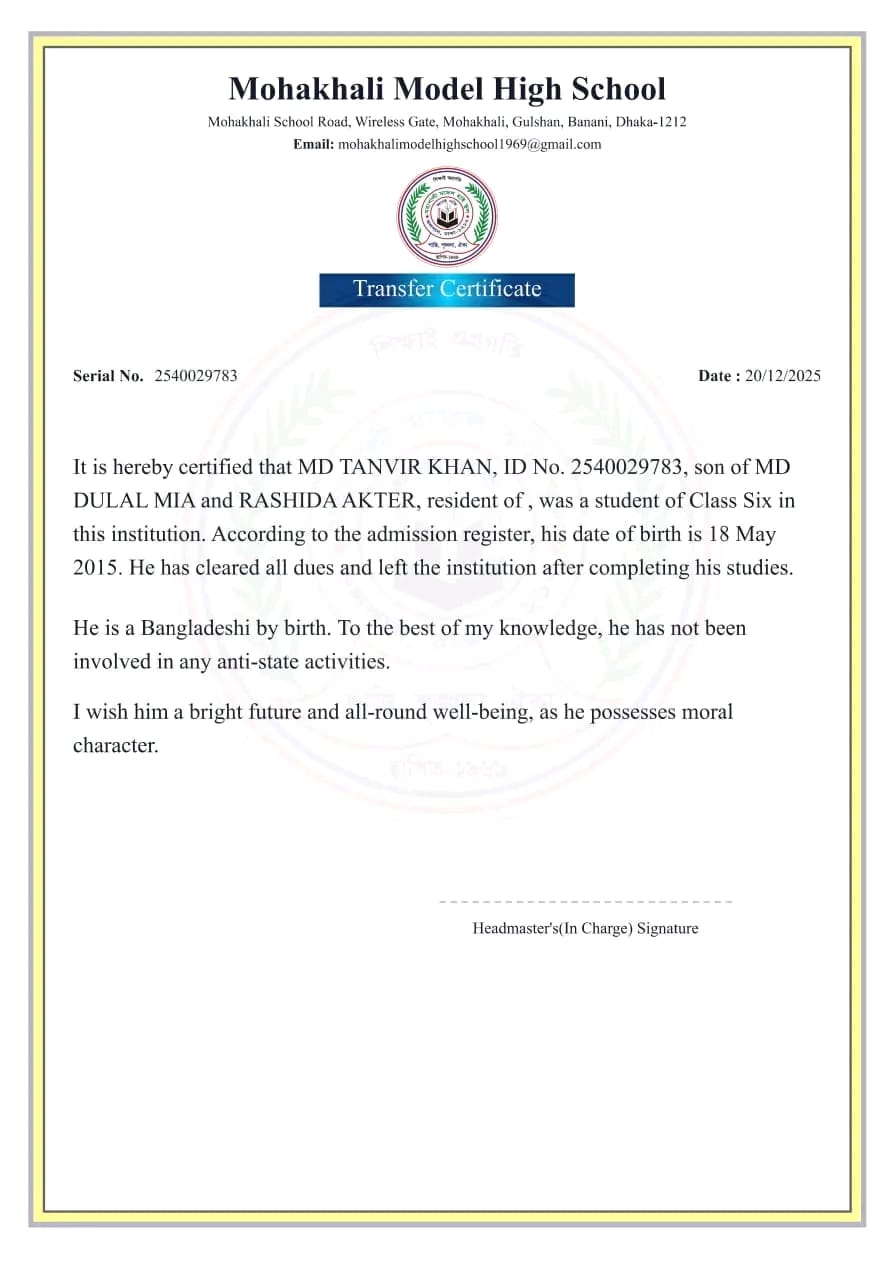 Mohakhali Model High School
Mohakhali School Road, Wireless Gate, Mohakhali, Gulshan, Banani, Dhaka-1212
Email: mohakhalimodelhighschool1969@gmail.com
Transfer Certificate
শিক্ষাই অগ্রগতি
Serial No. 2540029783
Date : 20/12/2025
It is hereby certified that MD TANVIR KHAN, ID No. 2540029783, son of MD
DULAL MIA and RASHIDA AKTER, resident of , was a student of Class Six in
this institution. According to the admission register, his date of birth is 18 May
2015. He has cleared all dues and left the institution after completing his studies.
He is a Bangladeshi by birth. To the best of my knowledge, he has not been
involved in any anti-state activities.
I wish him a bright future and all-round well-being, as he possesses moral
character.
স্থাপিত-১৯৬৯
Headmaster's(In Charge) Signature